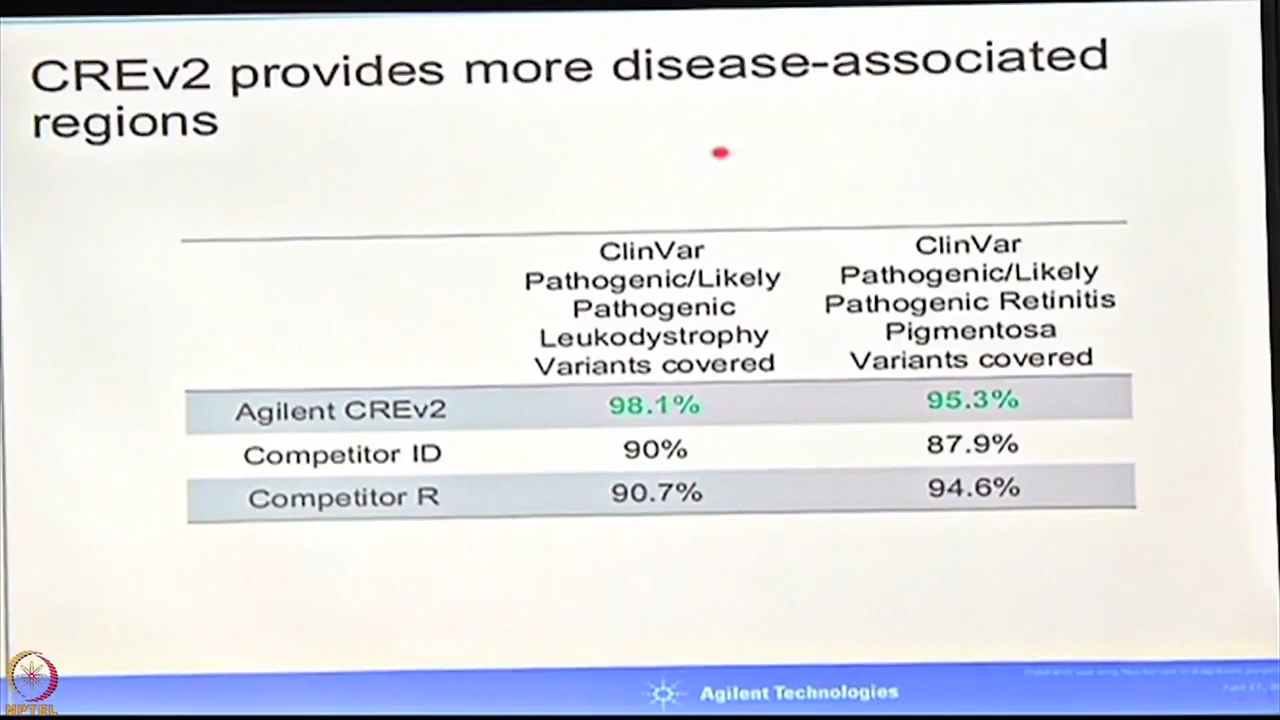 CREv2 provides more disease-associated
regions
ClinVar
Pathogenic/Likely
Pathogenic
Leukodystrophy
Variants covered
ClinVar
Pathogenic/Likely
Pathogenic Retinitis
Pigmentosa
Variants covered
Agilent CREv2 98.1% 95.3%
Competitor ID 90% 87.9%
Competitor R 90.7% 94.6%
Agilent Technologies
NPTEL